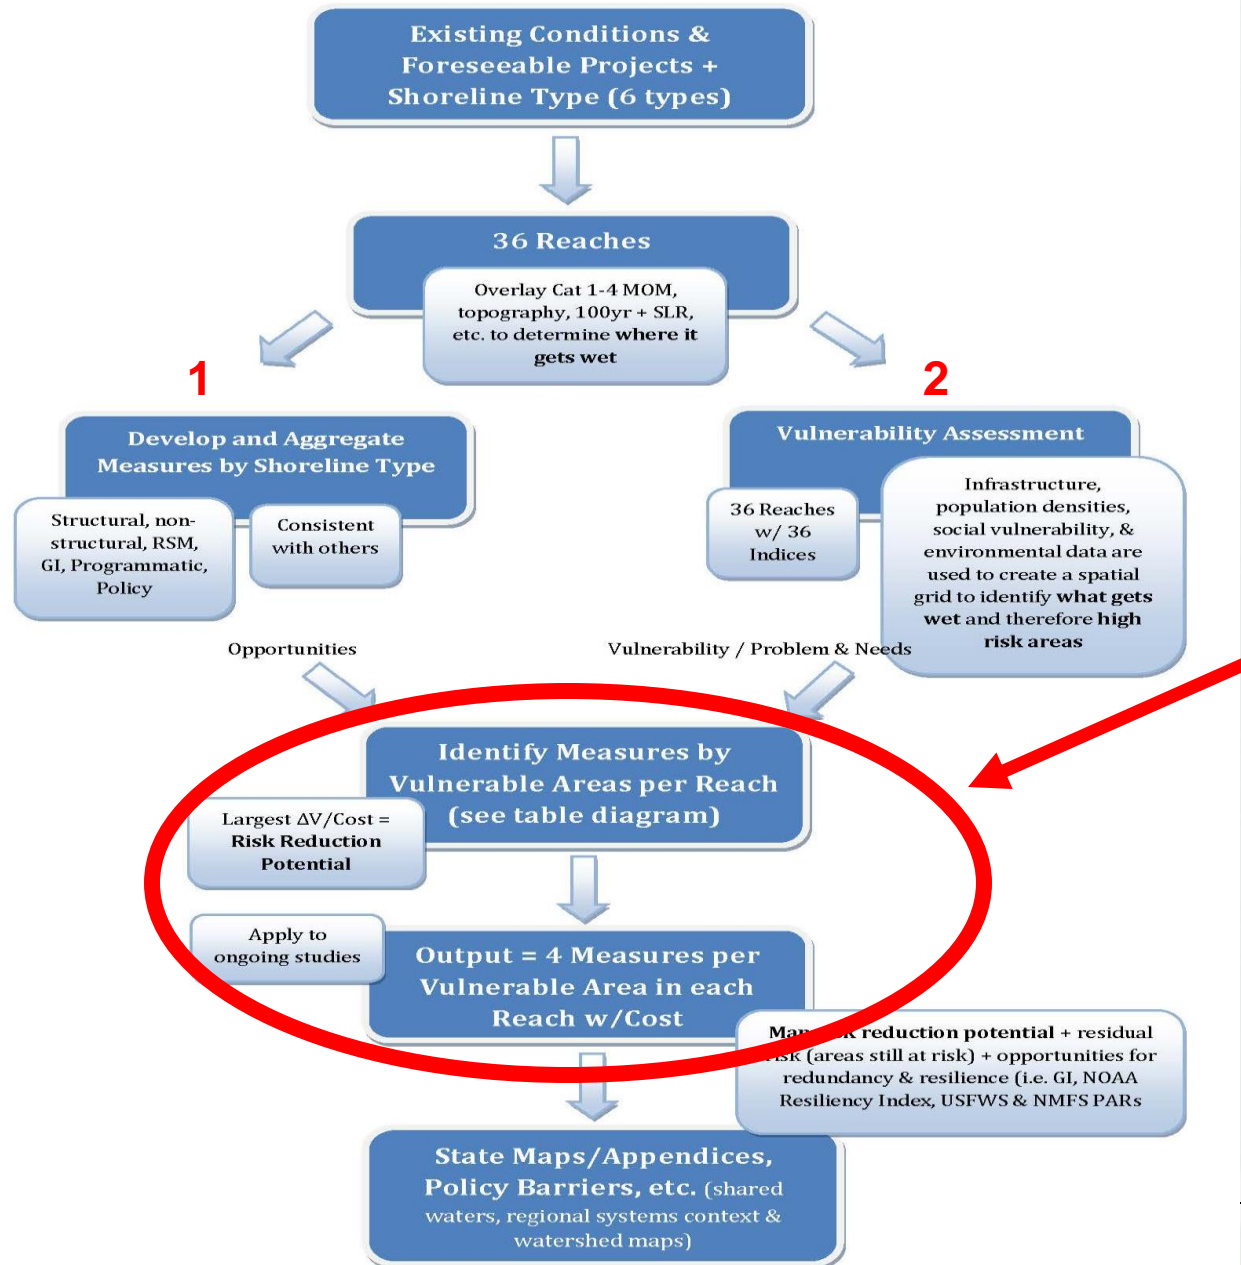 Existing Conditions &
Foreseeable Projects +
Shoreline Type (6 types)
36 Reaches
Overlay Cat 1-4 MOM,
topography, 100yr + SLR,
etc. to determine where it
gets wet
1
2
Develop and Aggregate
Measures by Shoreline Type
Structural, non-
structural, RSM,
GI, Programmatic,
Policy
Consistent
with others
Vulnerability Assessment
36 Reaches
w/ 36
Indices
Infrastructure,
population densities,
social vulnerability, &
environmental data are
used to create a spatial
grid to identify what gets
wet and therefore high
risk areas
Opportunities
Vulnerability / Problem & Needs
Identify Measures by
Vulnerable Areas per Reach
(see table diagram)
Largest ΔV/Cost =
Risk Reduction
Potential
Apply to
ongoing studies
Output = 4 Measures per
Vulnerable Area in each
Reach w/Cost
reduction potential + residual
(areas still at risk) + opportunities for
redundancy & resilience (i.e. GI, NOAA
Resiliency Index, USFWS & NMFS PARs
State Maps/Appendices,
Policy Barriers, etc. (shared
waters, regional systems context &
watershed maps)